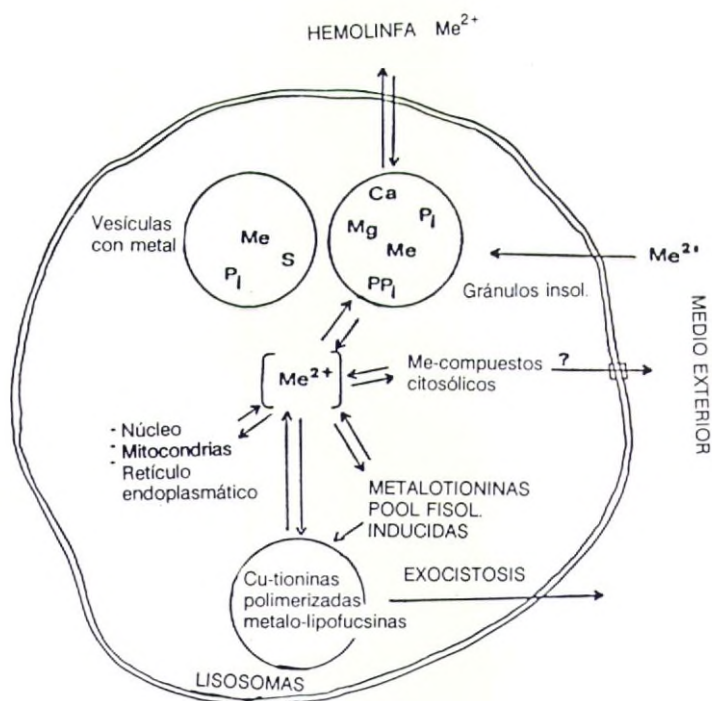 HEMOLINFA Me²⁺
Vesículas
con metal
Me
S
Pi
Ca
Mg
Pi
Me
PPi
Me²⁺
Gránulos insol.
MEDIO EXTERIOR
[Me²⁺]
Me-compuestos ?
citosólicos
- Núcleo
- Mitocondrias
- Retículo
endoplasmático
METALOTIONINAS
POOL FISOL.
INDUCIDAS
Cu-tioninas
polimerizadas
metalo-lipofucsinas
EXOCISTOSIS
LISOSOMAS